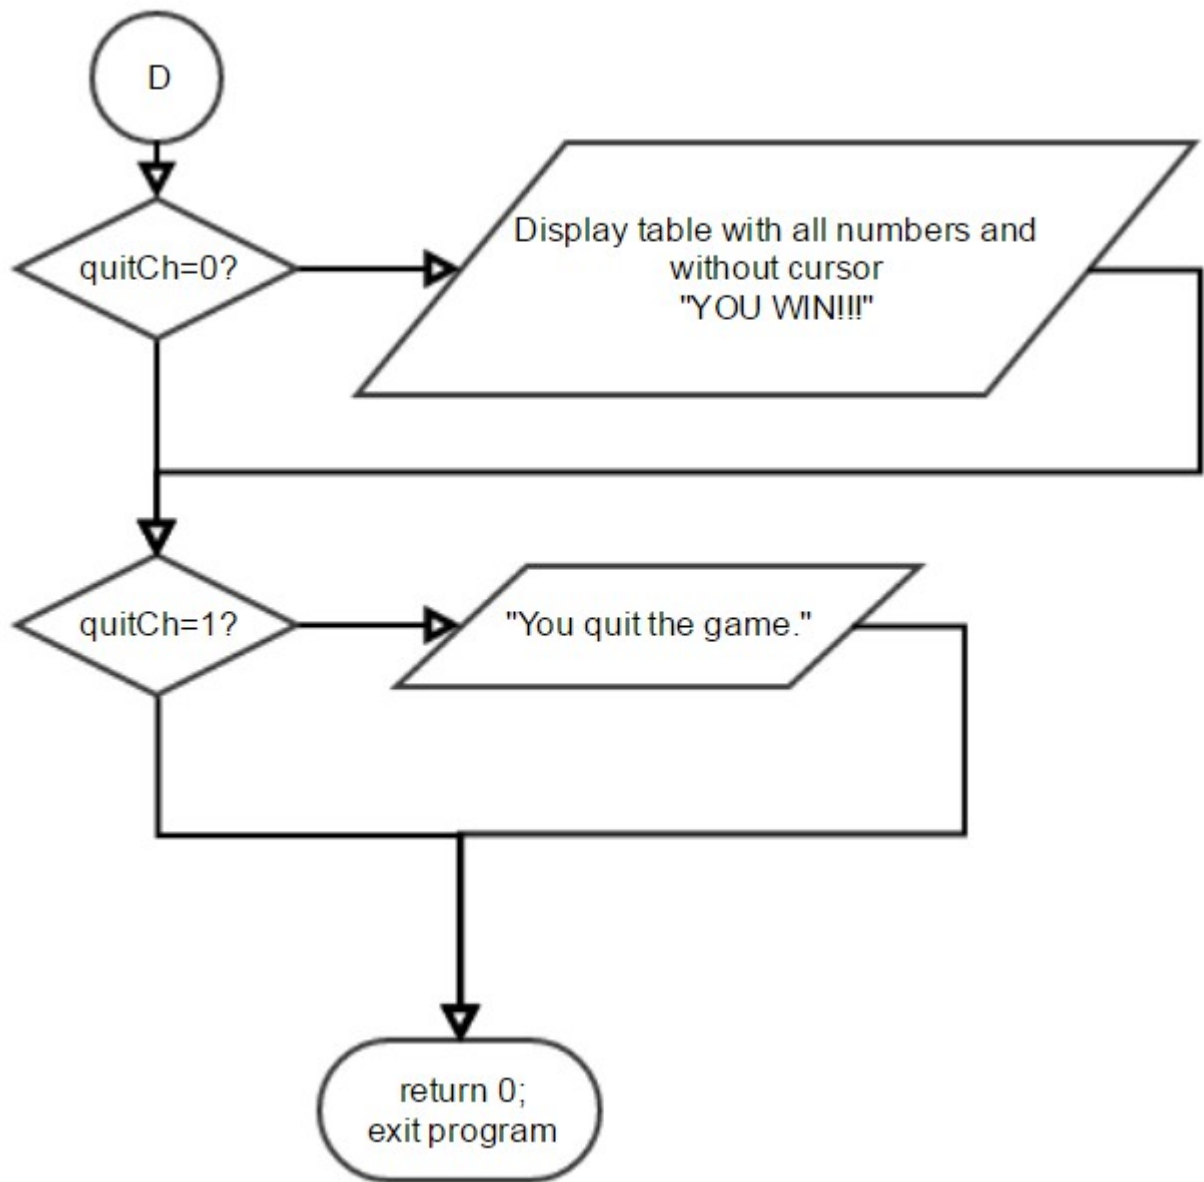 D
quitCh=0?
Display table with all numbers and
without cursor
"YOU WIN!!!"
quitCh=1?
"You quit the game."
return 0;
exit program